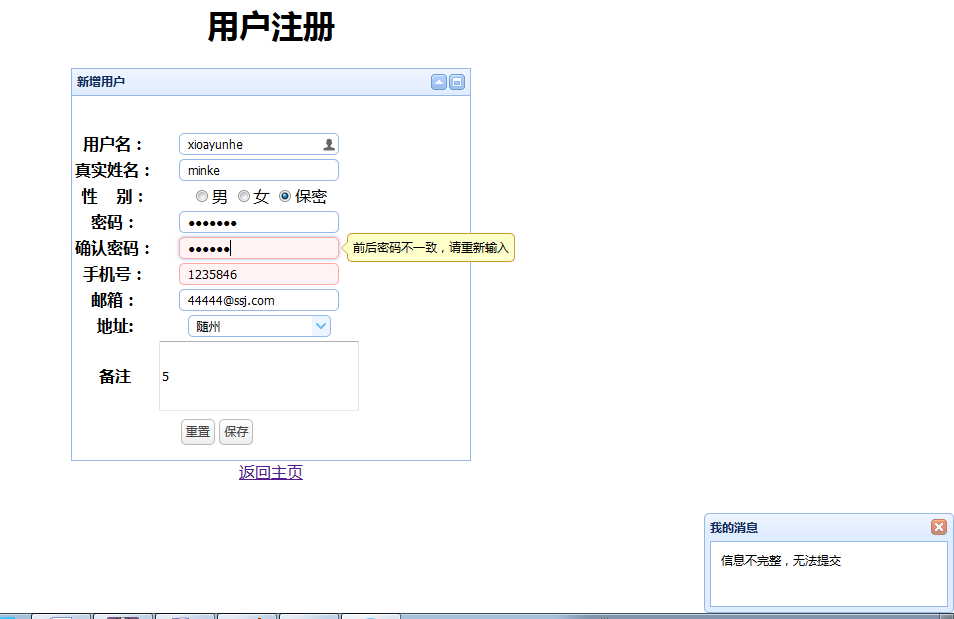 用户注册
新增用户
用户名： xioayunhe
真实姓名： minke
性 别： 男 女 保密
密码： ●●●●●●●
确认密码： ●●●●●● 前后密码不一致，请重新输入
手机号： 1235846
邮箱： 44444@ssj.com
地址: 随州
备注 5
重置 保存
返回主页
我的消息
信息不完整，无法提交